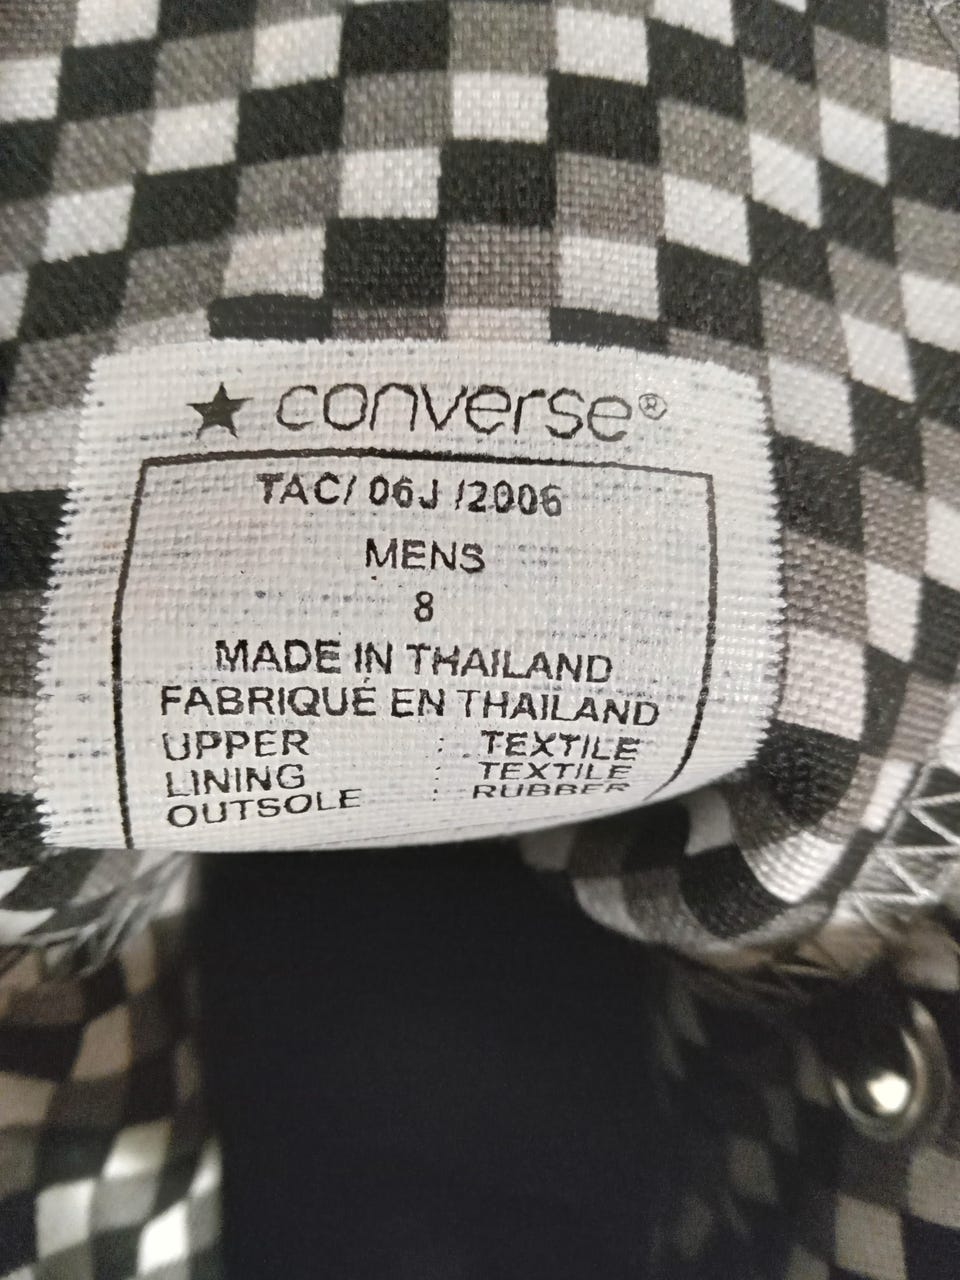 ★ converse®
TAC/ 06J /2006
MENS
8
MADE IN THAILAND
FABRIQUÉ EN THAILAND
UPPER : TEXTILE
LINING : TEXTILE
OUTSOLE : RUBBER